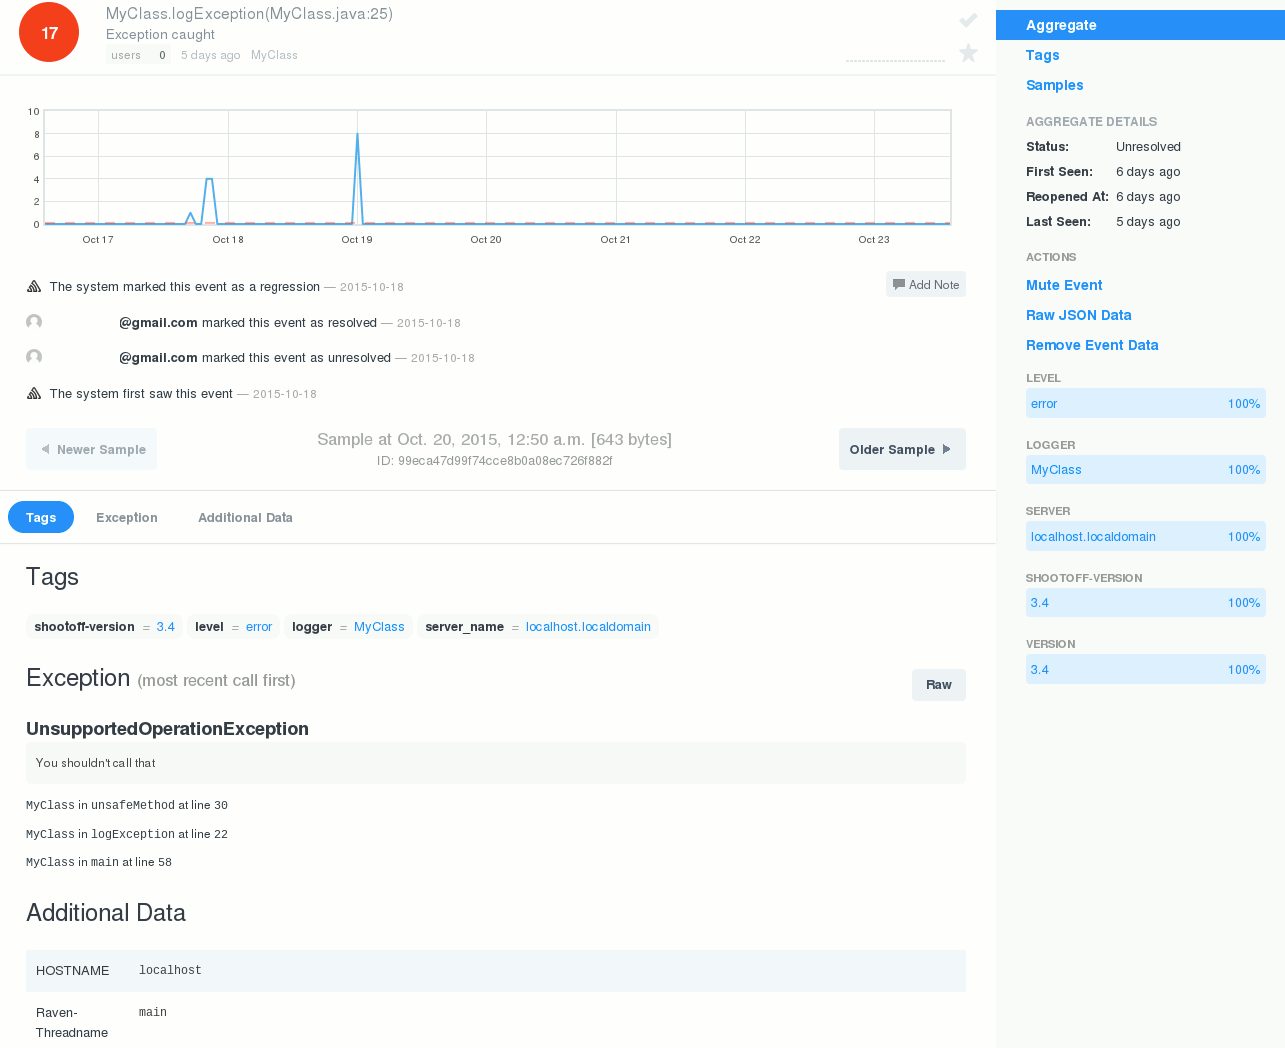 17
MyClass.logException(MyClass.java:25)
Exception caught
users 0 5 days ago MyClass
10
8
6
4
2
0
Oct 17 Oct 18 Oct 19 Oct 20 Oct 21 Oct 22 Oct 23
The system marked this event as a regression — 2015-10-18
Add Note
@gmail.com marked this event as resolved — 2015-10-18
@gmail.com marked this event as unresolved — 2015-10-18
The system first saw this event — 2015-10-18
Newer Sample
Sample at Oct. 20, 2015, 12:50 a.m. [643 bytes]
ID: 99eca47d99f74cce8b0a08ec726f882f
Older Sample
Tags Exception Additional Data
Tags
shootoff-version = 3.4 level = error logger = MyClass server_name = localhost.localdomain
Exception (most recent call first)
Raw
UnsupportedOperationException
You shouldn't call that
MyClass in unsafeMethod at line 30
MyClass in logException at line 22
MyClass in main at line 58
Additional Data
HOSTNAME localhost
Raven- main
Threadname
Aggregate
Tags
Samples
AGGREGATE DETAILS
Status: Unresolved
First Seen: 6 days ago
Reopened At: 6 days ago
Last Seen: 5 days ago
ACTIONS
Mute Event
Raw JSON Data
Remove Event Data
LEVEL
error 100%
LOGGER
MyClass 100%
SERVER
localhost.localdomain 100%
SHOOTOFF-VERSION
3.4 100%
VERSION
3.4 100%